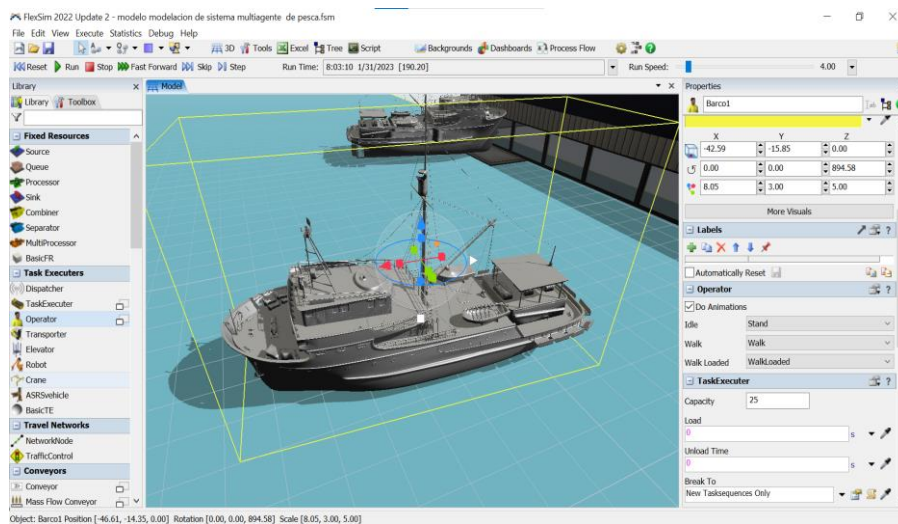 FlexSim 2022 Update 2 - modelo modelacion de sistema multiagente de pesca.fsm
File Edit View Execute Statistics Debug Help
3D Tools Excel Tree Script Backgrounds Dashboards Process Flow
Reset Run Stop Fast Forward Skip Step Run Time: 8:03:10 1/31/2023 [190.20] Run Speed: 4.00
Library
Library Toolbox
Fixed Resources
Source
Queue
Processor
Sink
Combiner
Separator
MultiProcessor
BasicFR
Task Executers
Dispatcher
TaskExecuter
Operator
Transporter
Elevator
Robot
Crane
ASRSvehicle
BasicTE
Travel Networks
NetworkNode
TrafficControl
Conveyors
Conveyor
Mass Flow Conveyor
Model
Properties
Barco1
X Y Z
-42.59 -15.85 0.00
0.00 0.00 894.58
8.05 3.00 5.00
More Visuals
Labels
Automatically Reset
Operator
Do Animations
Idle Stand
Walk Walk
Walk Loaded WalkLoaded
TaskExecuter
Capacity 25
Load
0 s
Unload Time
0 s
Break To
New Tasksequences Only
Object: Barco1 Position [-46.61, -14.35, 0.00] Rotation [0.00, 0.00, 894.58] Scale [8.05, 3.00, 5.00]